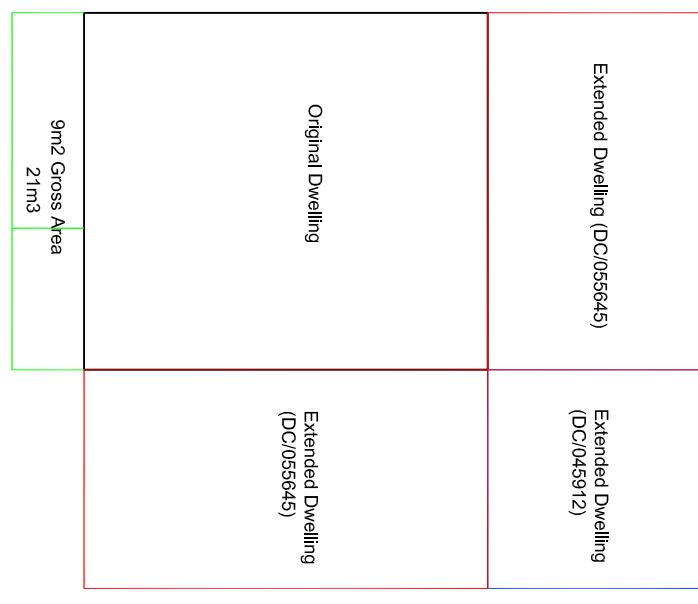 Extended Dwelling (DC/055645)
Extended Dwelling
(DC/045912)
Original Dwelling
Extended Dwelling
(DC/055645)
9m2 Gross Area
21m3